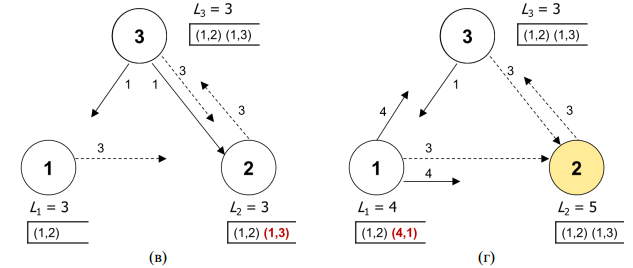 L3 = 3
(1,2) (1,3)
3
3
1
1
3
3
1
2
L1 = 3
(1,2)
L2 = 3
(1,2) (1,3)
(в)
L3 = 3
(1,2) (1,3)
3
3
1
3
4
3
4
1
2
L1 = 4
(1,2) (4,1)
L2 = 5
(1,2) (1,3)
(г)